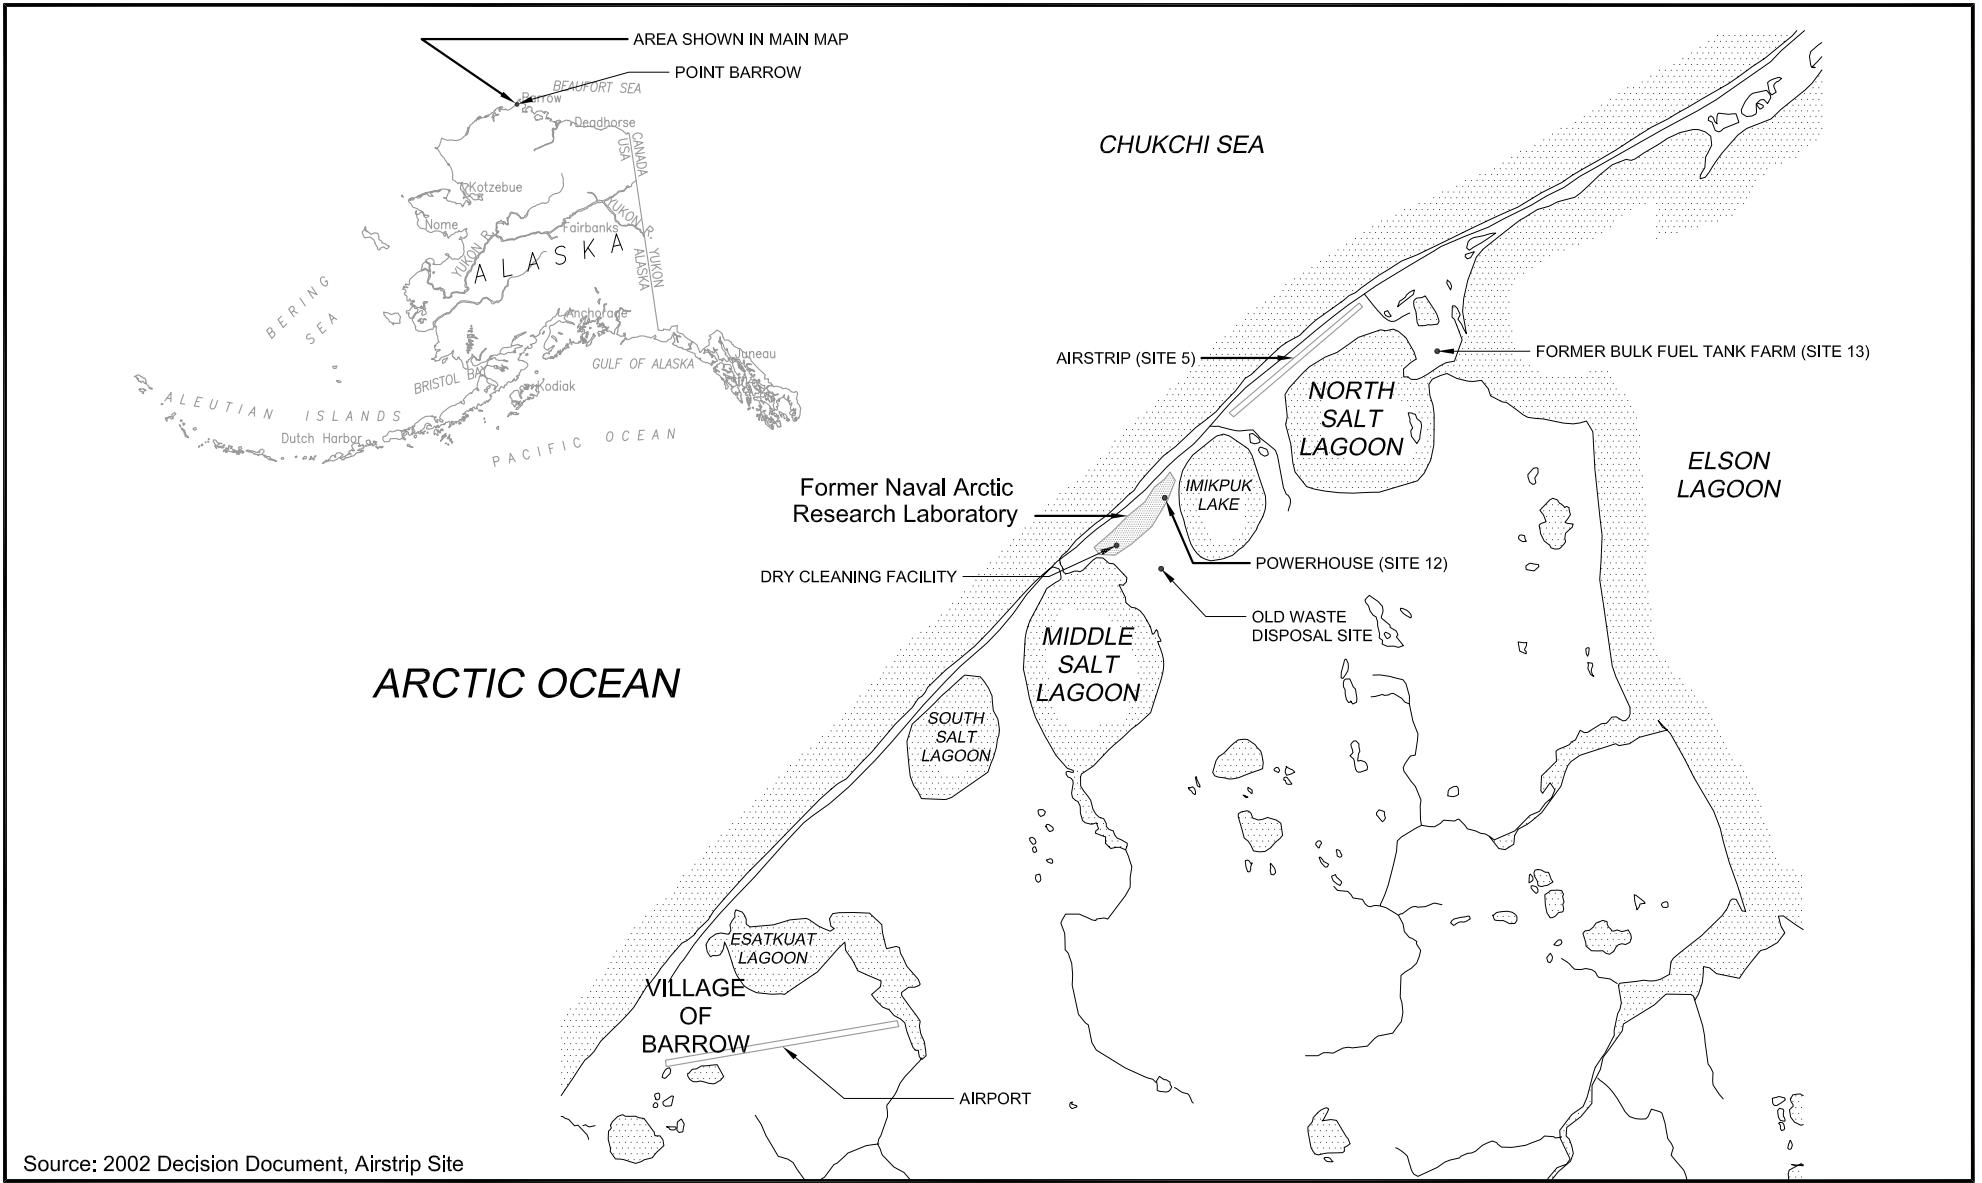 AREA SHOWN IN MAIN MAP
POINT BARROW
BEAUFORT SEA
Barrow
Deadhorse
CANADA
USA
Kotzebue
Nome
YUKON R.
Fairbanks
YUKON R.
ALASKA
YUKON
ALASKA
BERING
SEA
Anchorage
Juneau
GULF OF ALASKA
BRISTOL BAY
Kodiak
ALEUTIAN ISLANDS
Dutch Harbor
PACIFIC OCEAN
CHUKCHI SEA
AIRSTRIP (SITE 5)
FORMER BULK FUEL TANK FARM (SITE 13)
NORTH
SALT
LAGOON
ELSON
LAGOON
Former Naval Arctic
Research Laboratory
IMIKPUK
LAKE
DRY CLEANING FACILITY
POWERHOUSE (SITE 12)
OLD WASTE
DISPOSAL SITE
MIDDLE
SALT
LAGOON
ARCTIC OCEAN
SOUTH
SALT
LAGOON
ESATKUAT
LAGOON
VILLAGE
OF
BARROW
AIRPORT
Source: 2002 Decision Document, Airstrip Site